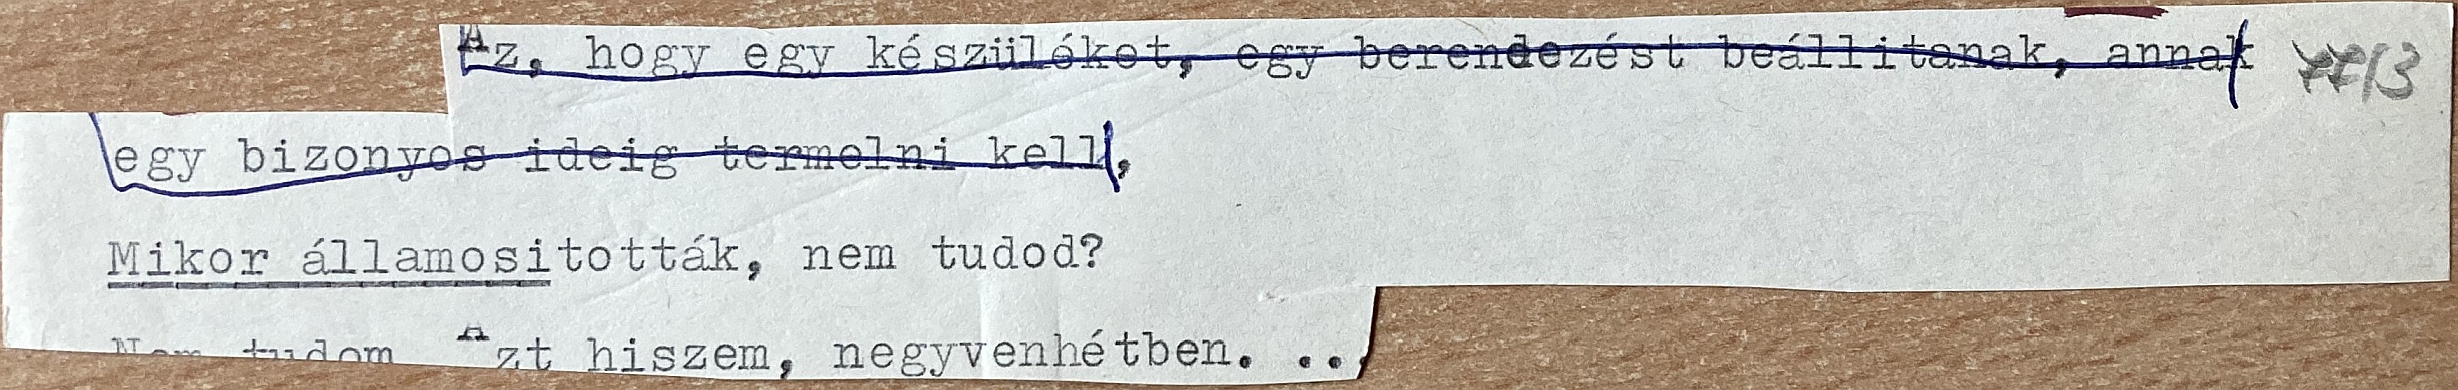 Az, hogy egy készüléket, egy berendezést beállitanak, annak
egy bizonyos ideig termelni kell,
Mikor államositották, nem tudod?
Nem tudom Azt hiszem, negyvenhétben. ...